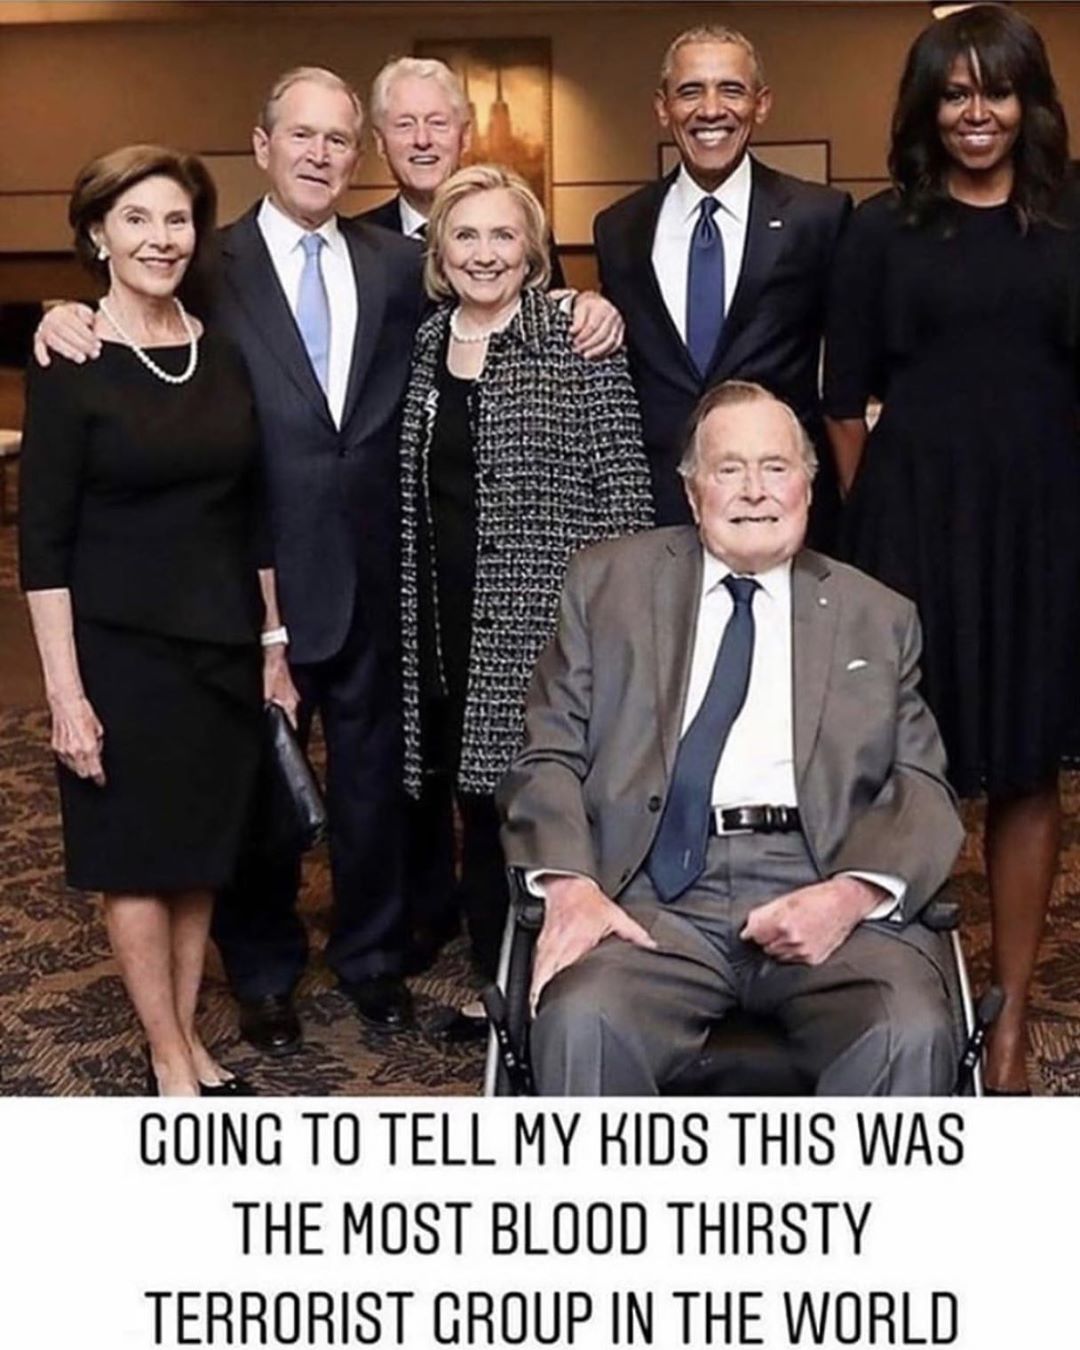 GOING TO TELL MY KIDS THIS WAS
THE MOST BLOOD THIRSTY
TERRORIST GROUP IN THE WORLD